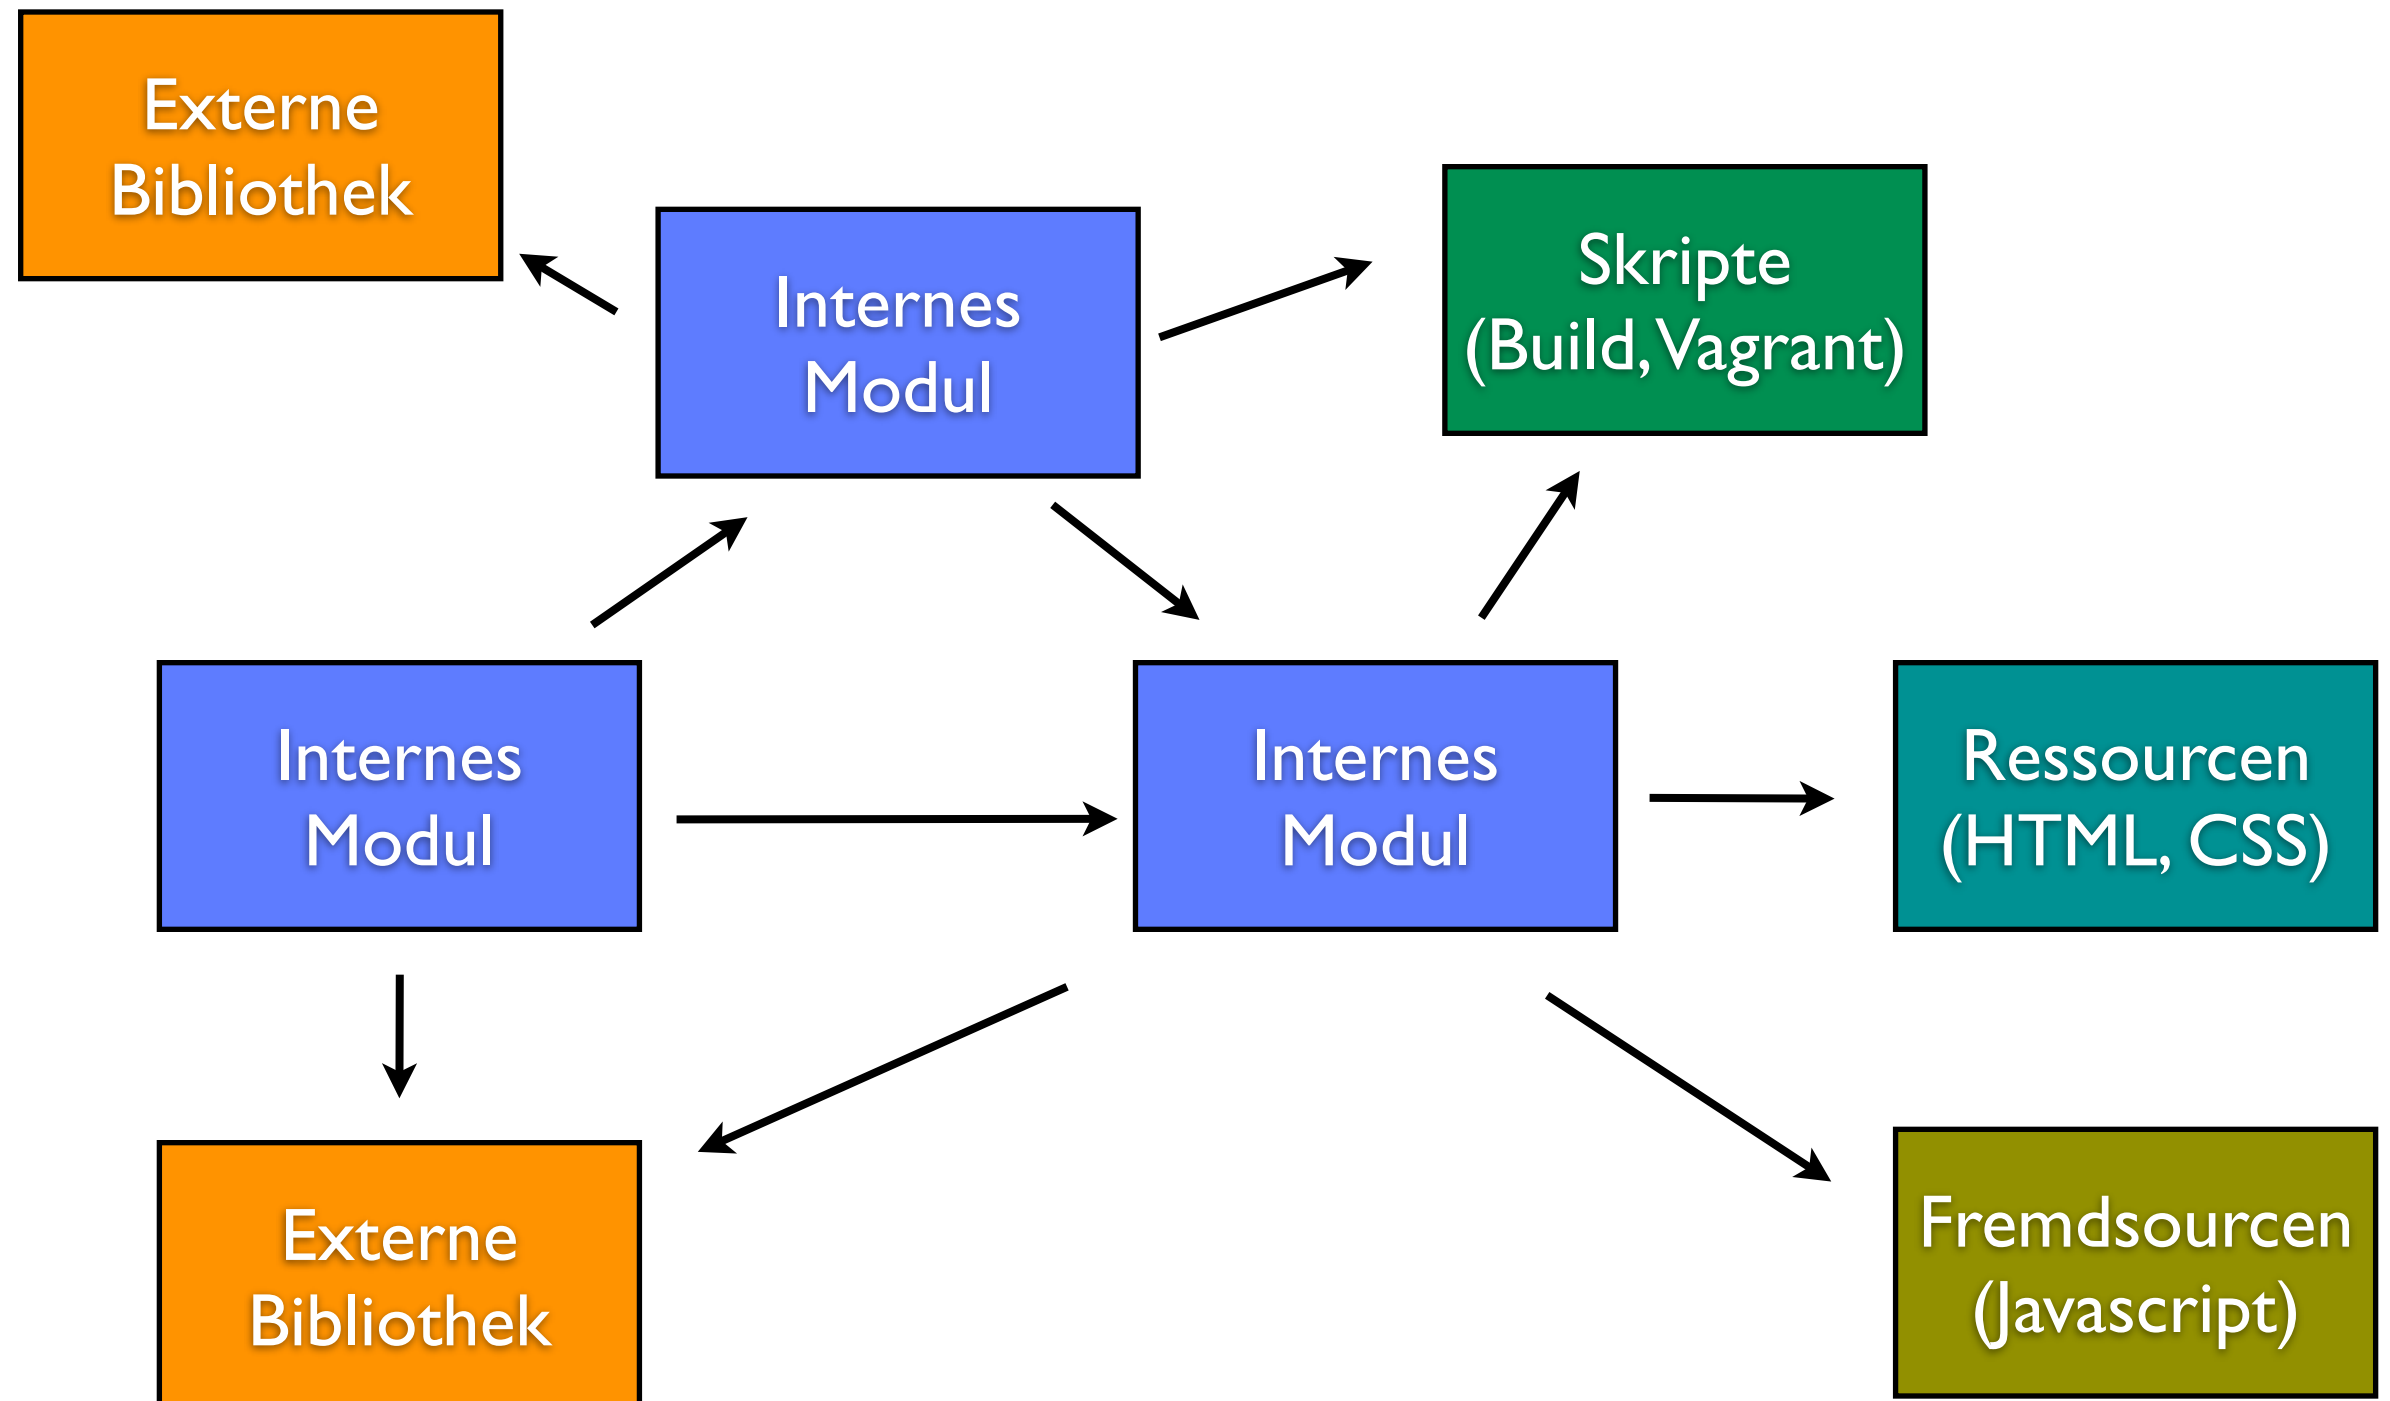 Externe
Bibliothek
Internes
Modul
Skripte
(Build, Vagrant)
Internes
Modul
Internes
Modul
Ressourcen
(HTML, CSS)
Externe
Bibliothek
Fremdsourcen
(Javascript)